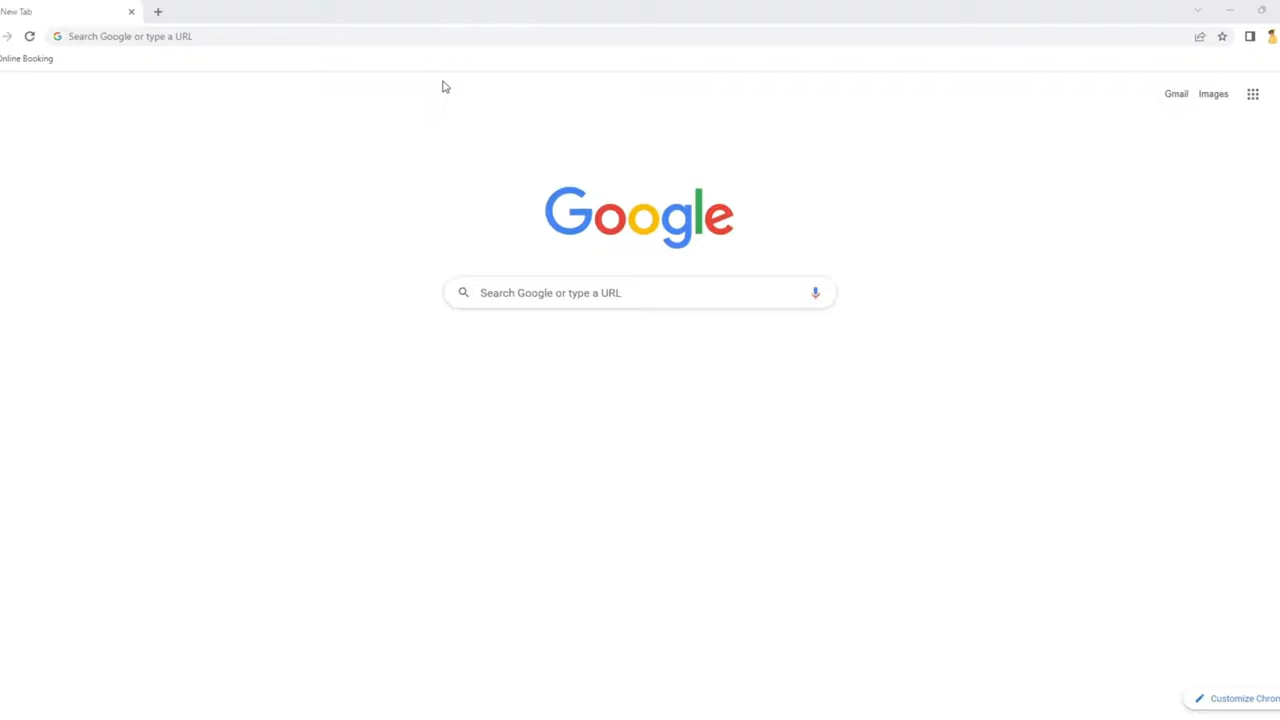 New Tab
Search Google or type a URL
Online Booking
Gmail Images
Google
Search Google or type a URL
Customize Chron